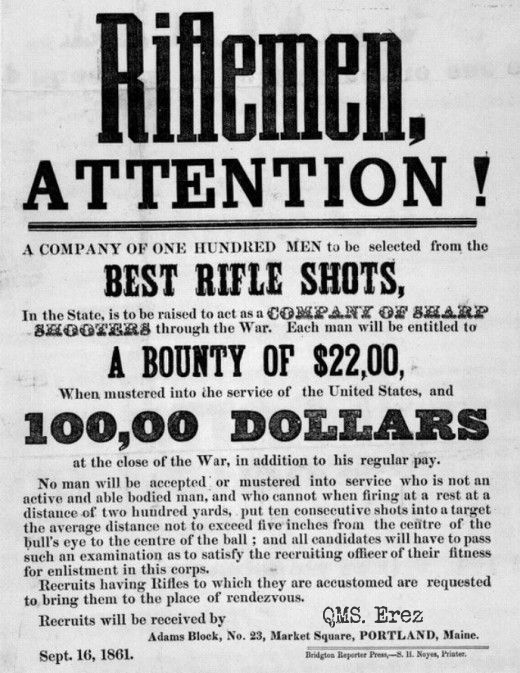 Riflemen,
ATTENTION !
A COMPANY OF ONE HUNDRED MEN to be selected from the
BEST RIFLE SHOTS,
In the State, is to be raised to act as a COMPANY OF SHARP
SHOOTERS through the War. Each man will be entitled to
A BOUNTY OF $22,00,
When mustered into the service of the United States, and
100,00 DOLLARS
at the close of the War, in addition to his regular pay.
No man will be accepted or mustered into service who is not an
active and able bodied man, and who cannot when firing at a rest at a
distance of two hundred yards, put ten consecutive shots into a target
the average distance not to exceed five inches from the centre of the
bull's eye to the centre of the ball ; and all candidates will have to pass
such an examination as to satisfy the recruiting officer of their fitness
for enlistment in this corps.
Recruits having Rifles to which they are accustomed are requested
to bring them to the place of rendezvous.
Recruits will be received by QMS. Erez
Adams Block, No. 23, Market Square, PORTLAND, Maine.
Sept. 16, 1861.
Bridgton Reporter Press,—S. H. Noyes, Printer.